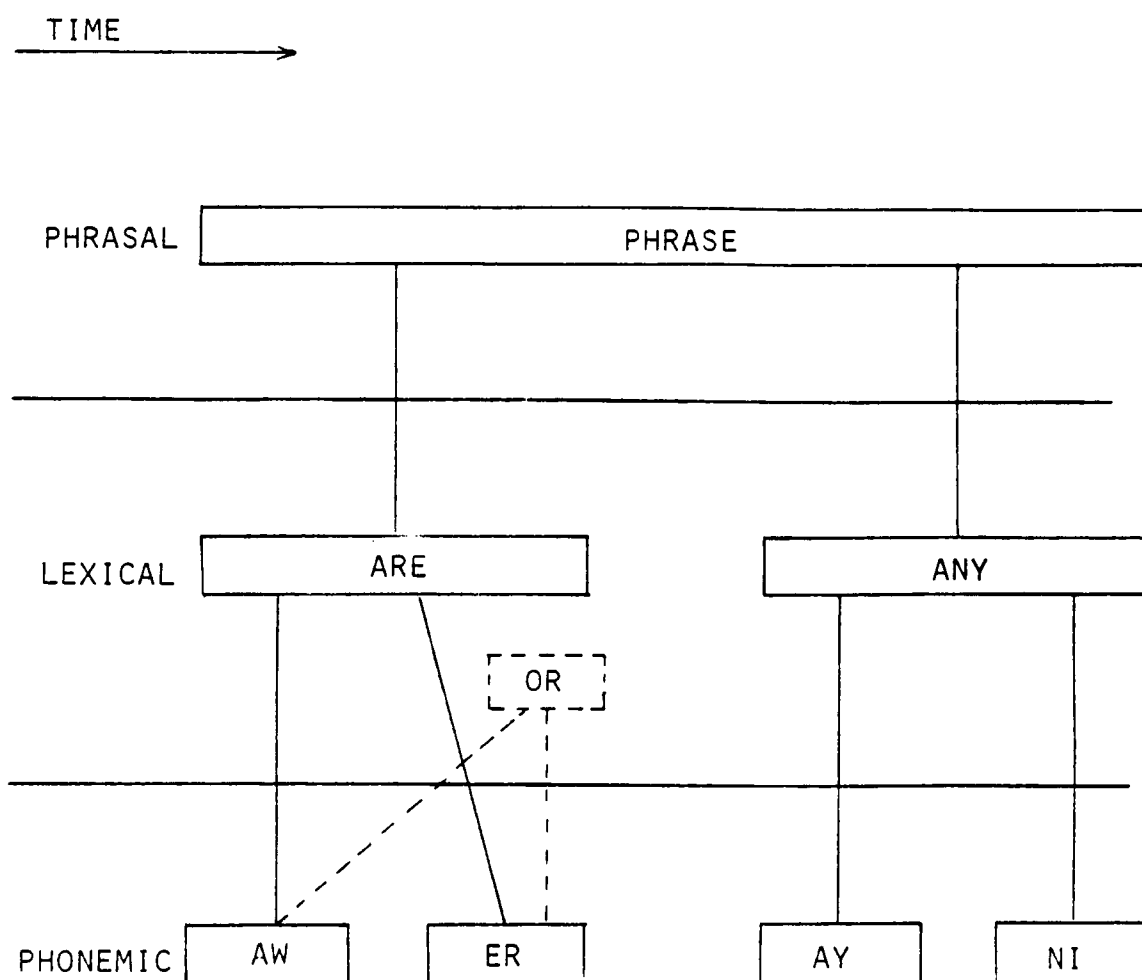 TIME
PHRASAL PHRASE
LEXICAL ARE ANY
OR
PHONEMIC AW ER AY NI